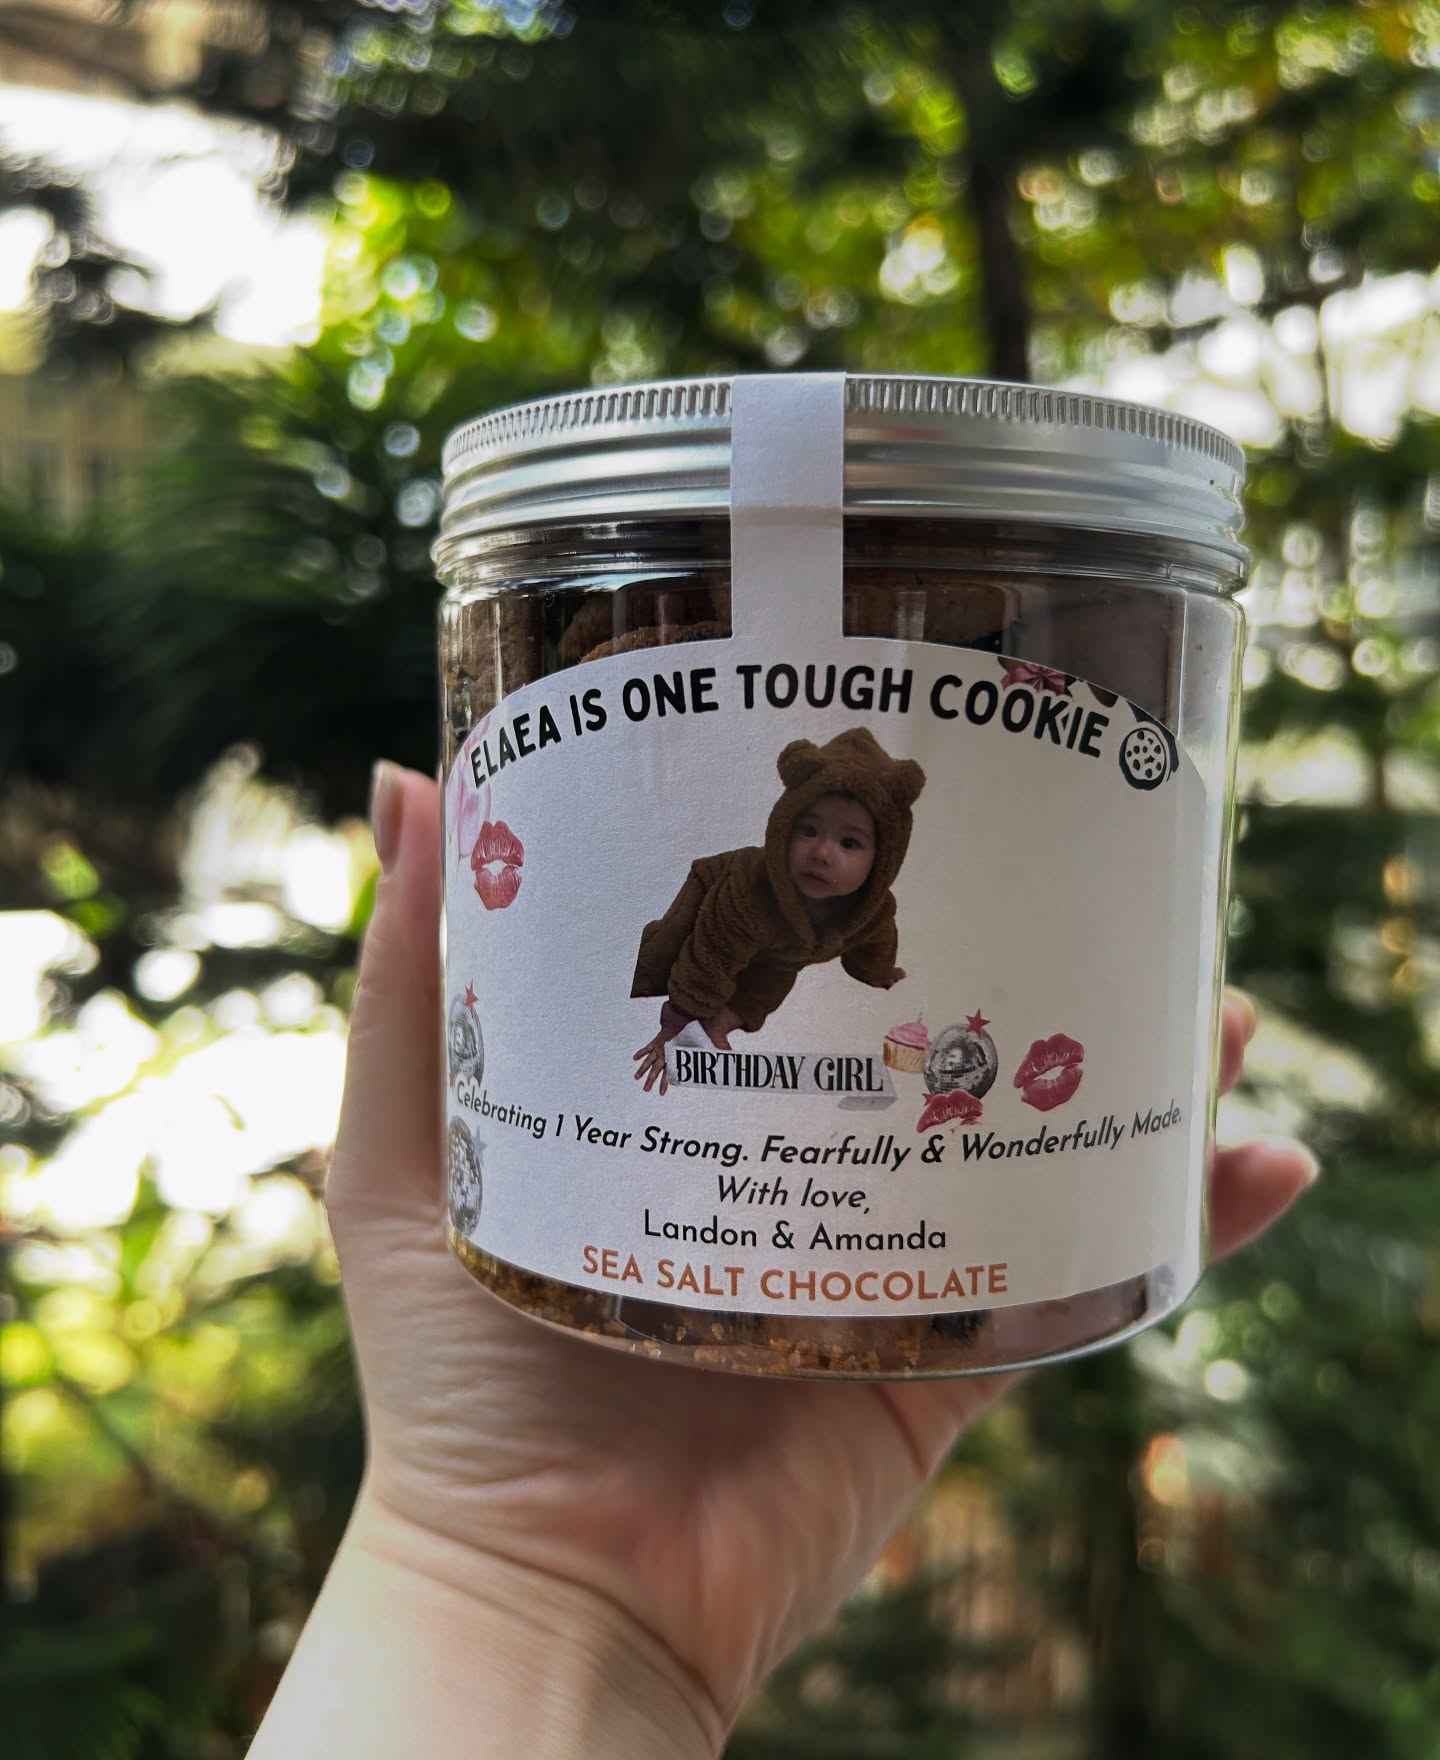 ELAEA IS ONE TOUGH COOKIE
BIRTHDAY GIRL
Celebrating 1 Year Strong. Fearfully & Wonderfully Made.
With love,
Landon & Amanda
SEA SALT CHOCOLATE